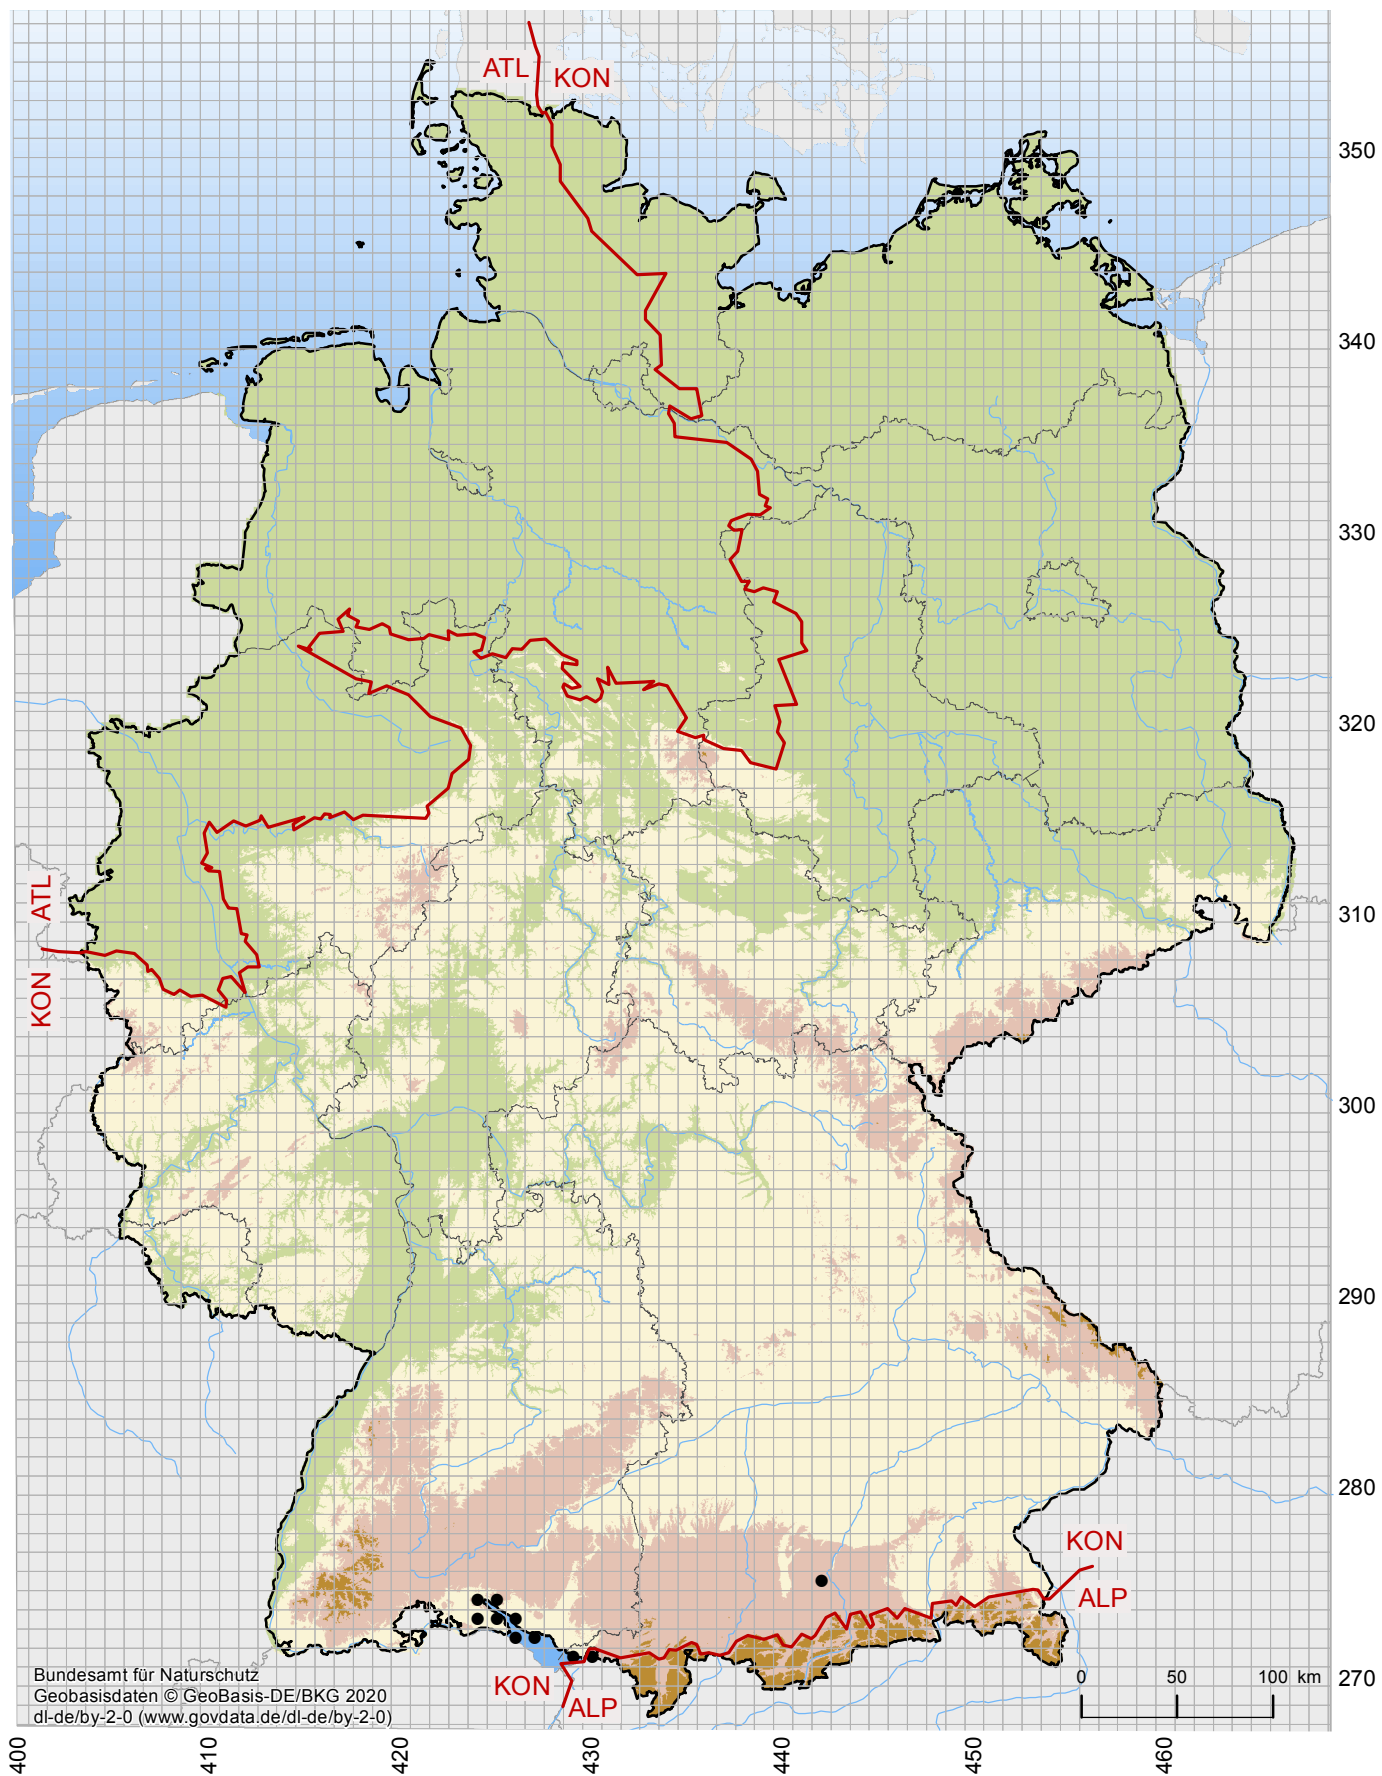 ATL
KON
350
340
330
320
ATL
310
KON
300
290
280
KON
ALP
Bundesamt für Naturschutz
Geobasisdaten © GeoBasis-DE/BKG 2020
dl-de/by-2-0 (www.govdata.de/dl-de/by-2-0)
KON
ALP
0 50 100 km
270
400 410 420 430 440 450 460